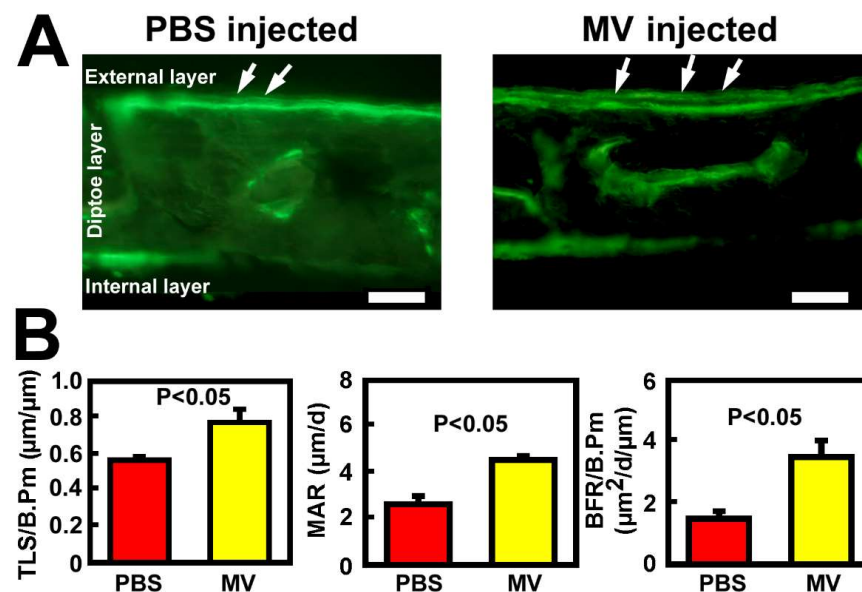 A
PBS injected
MV injected
External layer
Diptoe layer
Internal layer
B
TLS/B.Pm (µm/µm)
1.0
0.8
0.6
0.4
0.2
0
P<0.05
PBS
MV
MAR (µm/d)
8
6
4
2
0
P<0.05
PBS
MV
BFR/B.Pm
(µm²/d/µm)
6
4
2
0
P<0.05
PBS
MV